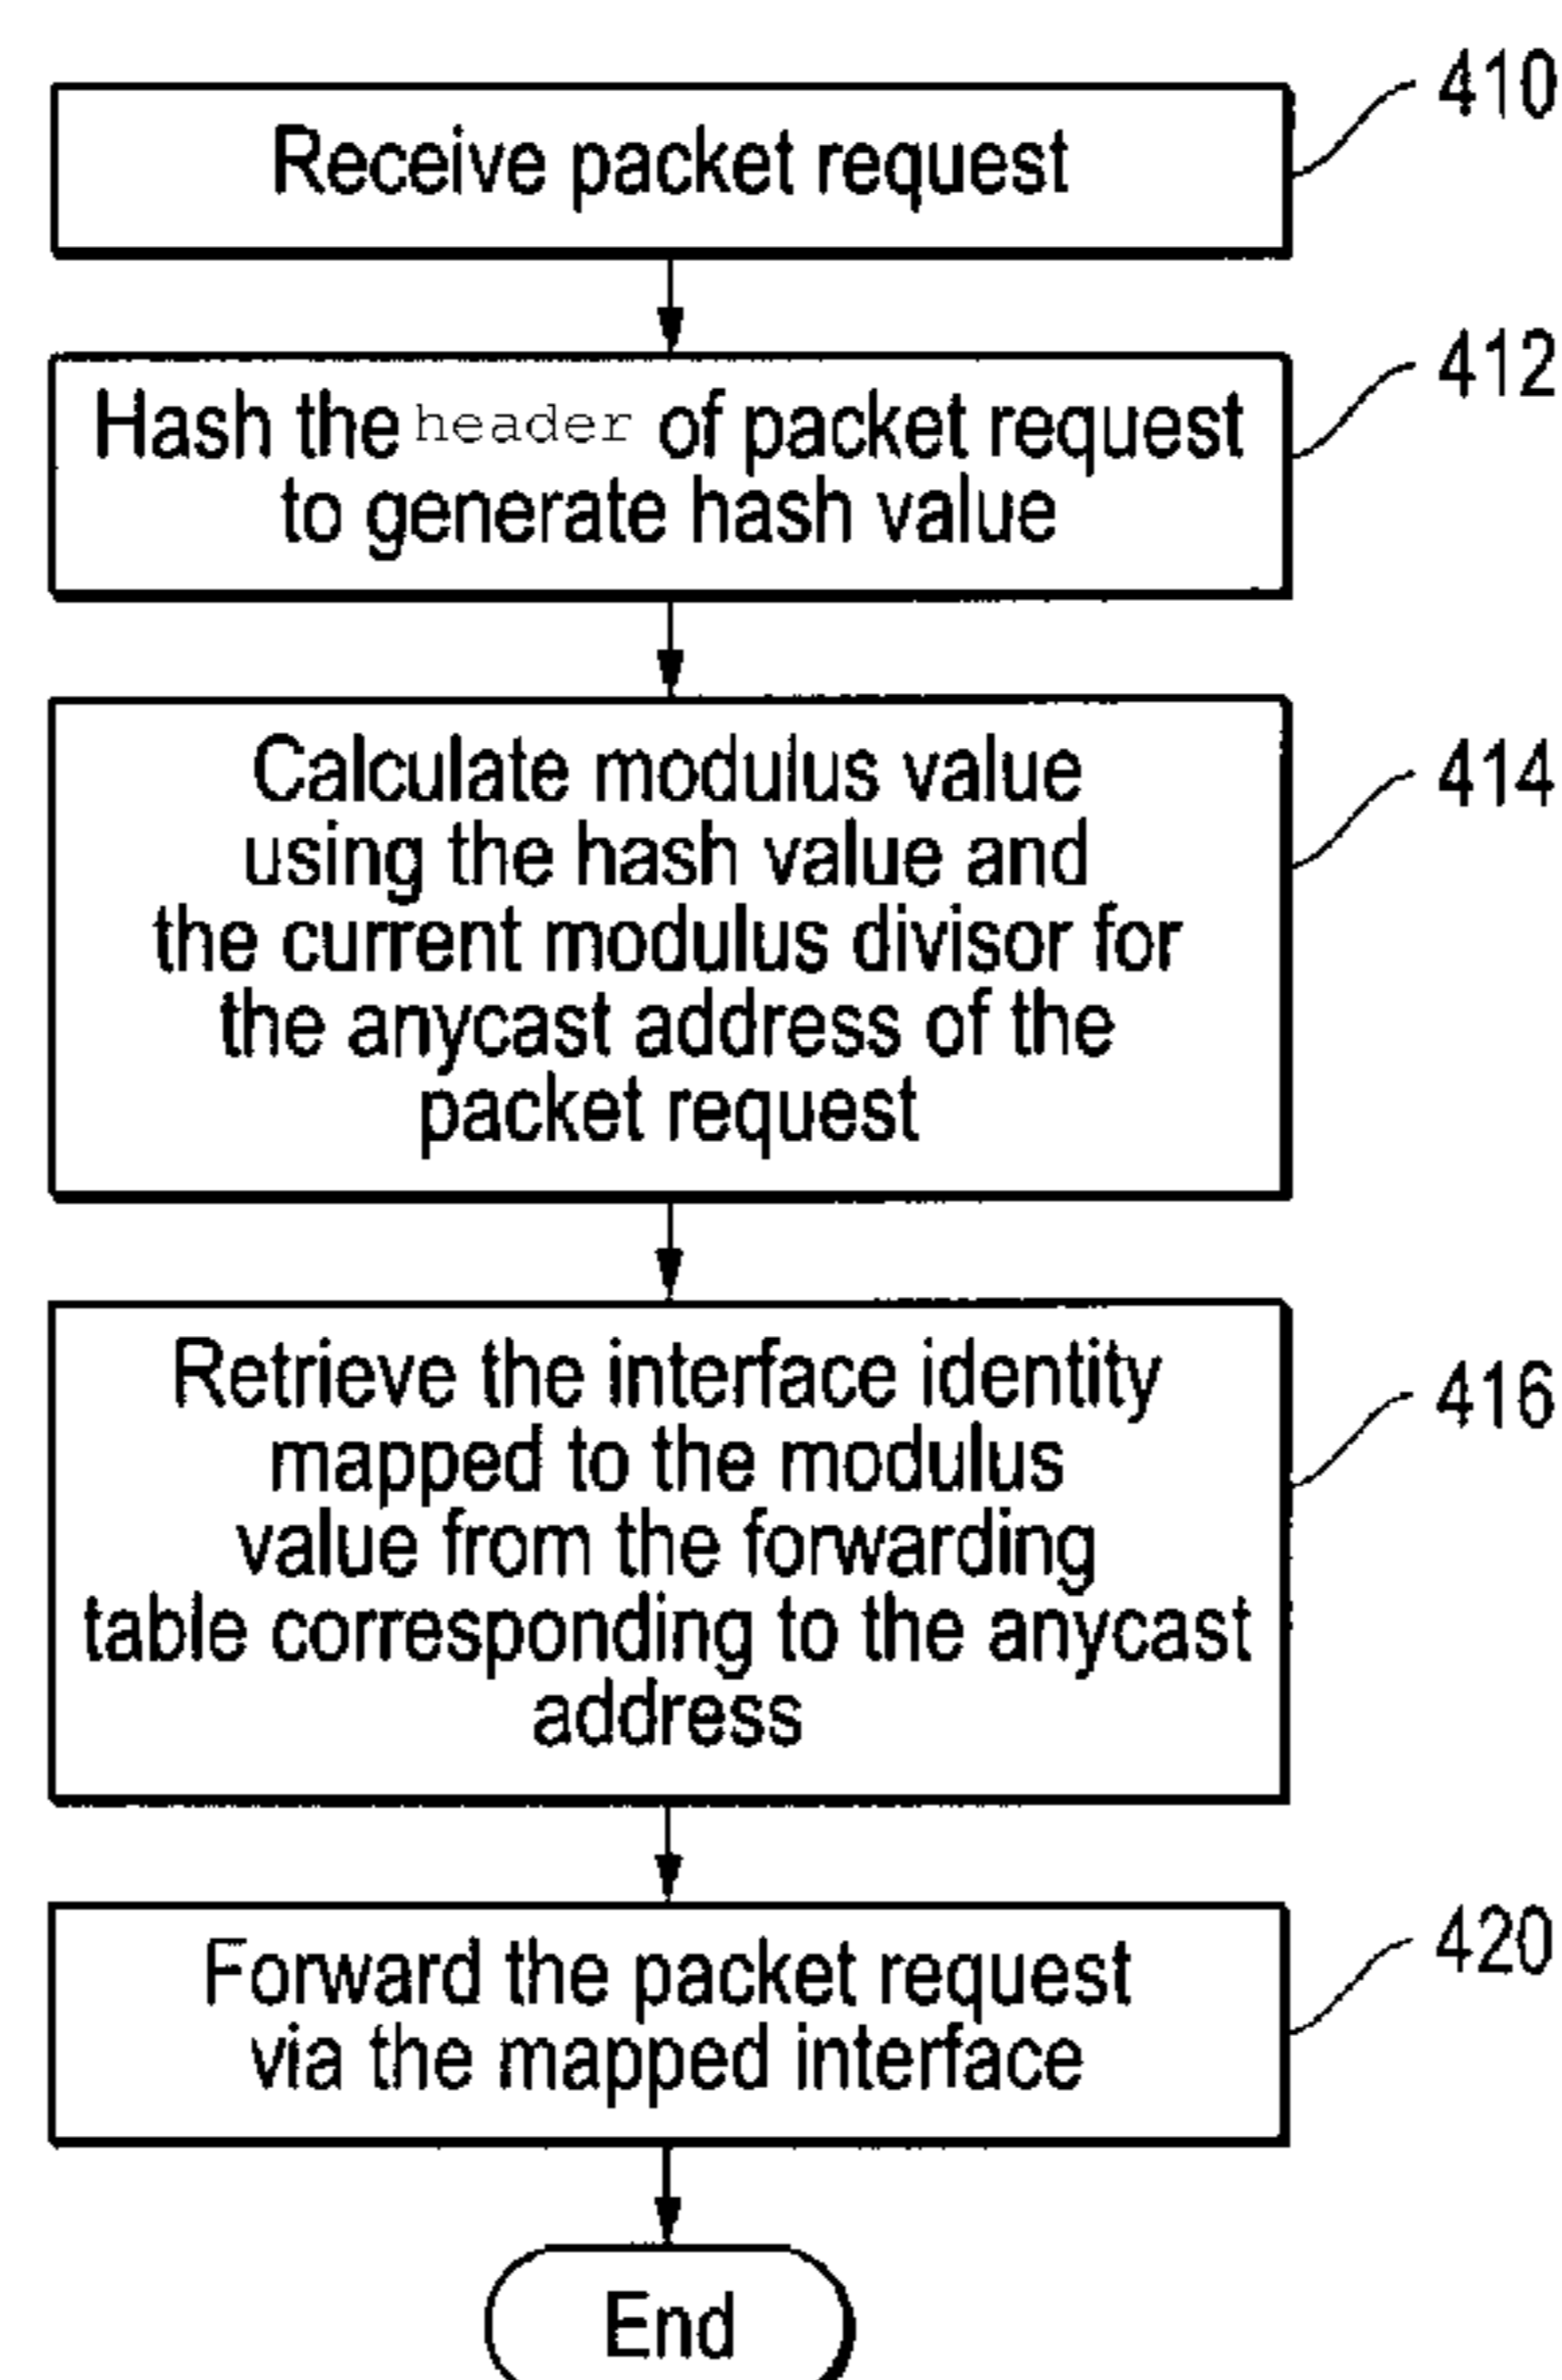 Receive packet request
410
Hash the header of packet request
to generate hash value
412
Calculate modulus value
using the hash value and
the current modulus divisor for
the anycast address of the
packet request
414
Retrieve the interface identity
mapped to the modulus
value from the forwarding
table corresponding to the anycast
address
416
Forward the packet request
via the mapped interface
420
End